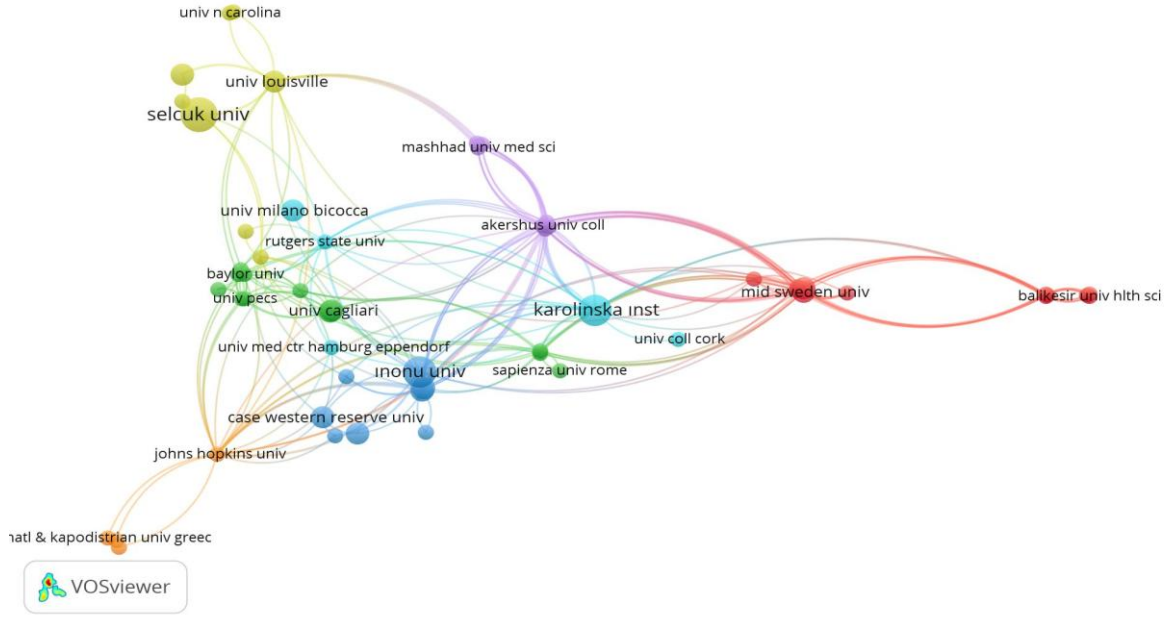 univ n carolina
univ louisville
selcuk univ
mashhad univ med sci
univ milano bicocca
akershus univ coll
rutgers state univ
baylor univ
mid sweden univ
balikesir univ hlth sci
univ pecs
univ cagliari
karolinska ınst
univ coll cork
univ med ctr hamburg eppendorf
ınonu univ
sapienza univ rome
case western reserve univ
johns hopkins univ
natl & kapodistrian univ greec
VOSviewer